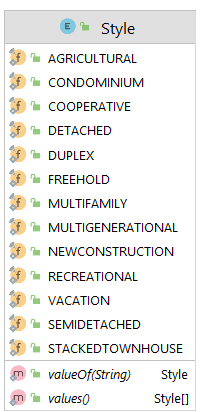 E Style
f AGRICULTURAL
f CONDOMINIUM
f COOPERATIVE
f DETACHED
f DUPLEX
f FREEHOLD
f MULTIFAMILY
f MULTIGENERATIONAL
f NEWCONSTRUCTION
f RECREATIONAL
f VACATION
f SEMIDETACHED
f STACKEDTOWNHOUSE
m valueOf(String) Style
m values() Style[]